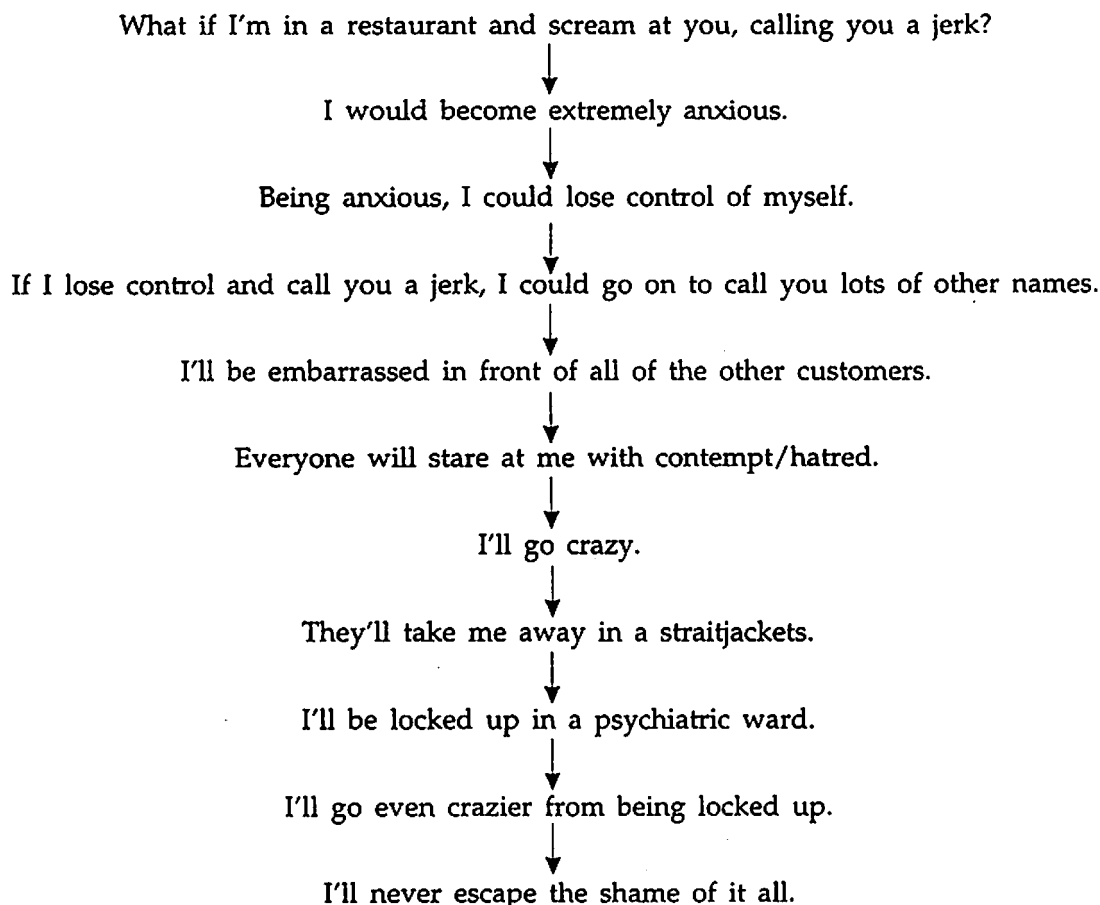 What if I'm in a restaurant and scream at you, calling you a jerk?
I would become extremely anxious.
Being anxious, I could lose control of myself.
If I lose control and call you a jerk, I could go on to call you lots of other names.
I'll be embarrassed in front of all of the other customers.
Everyone will stare at me with contempt/hatred.
I'll go crazy.
They'll take me away in a straitjackets.
I'll be locked up in a psychiatric ward.
I'll go even crazier from being locked up.
I'll never escape the shame of it all.